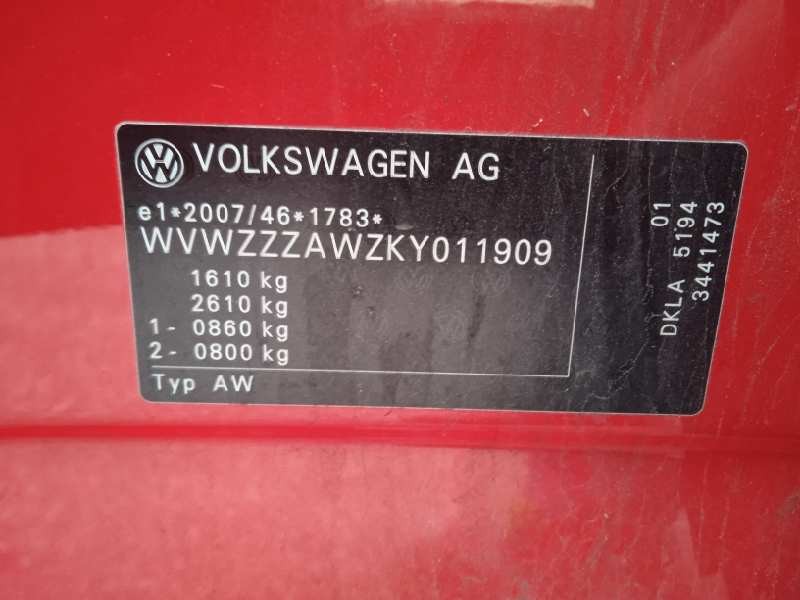 VOLKSWAGEN AG
e1*2007/46*1783*
WVWZZZAWZKY011909
1610 kg
2610 kg
1- 0860 kg
2- 0800 kg
Typ AW
01
DKLA 5194
3441473